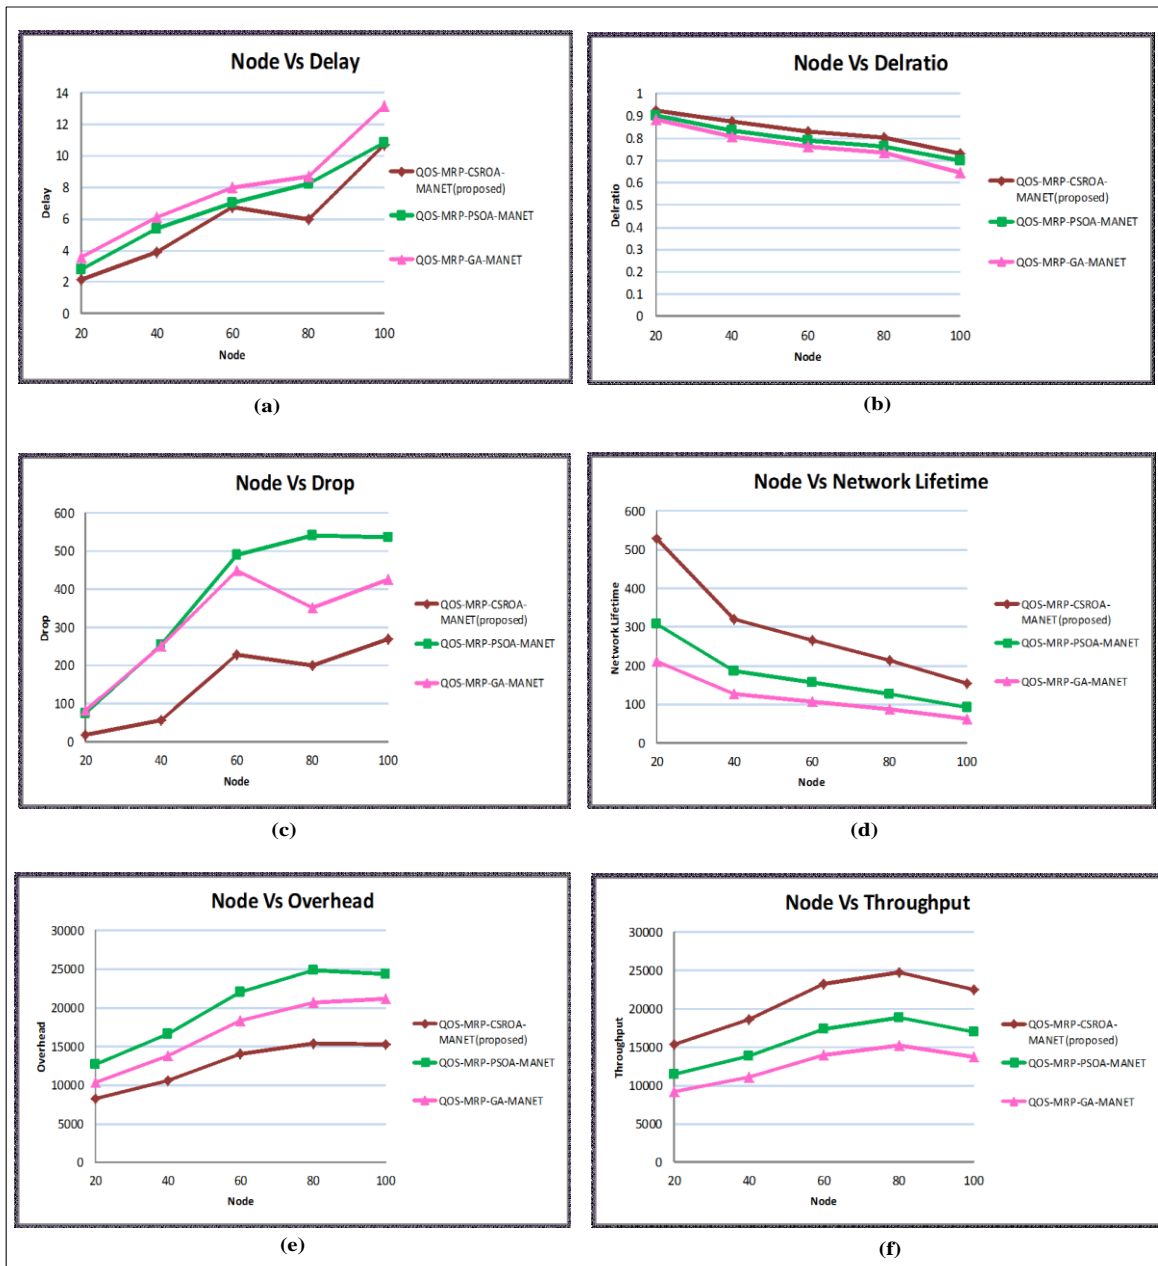 Node Vs Delay
14
12
10
8
6
4
2
0
Delay
20 40 60 80 100
Node
QOS-MRP-CSROA-
MANET(proposed)
QOS-MRP-PSOA-MANET
QOS-MRP-GA-MANET
(a)
Node Vs Delratio
1
0.9
0.8
0.7
0.6
0.5
0.4
0.3
0.2
0.1
0
Delratio
20 40 60 80 100
Node
QOS-MRP-CSROA-
MANET(proposed)
QOS-MRP-PSOA-MANET
QOS-MRP-GA-MANET
(b)
Node Vs Drop
600
500
400
300
200
100
0
Drop
20 40 60 80 100
Node
QOS-MRP-CSROA-
MANET(proposed)
QOS-MRP-PSOA-MANET
QOS-MRP-GA-MANET
(c)
Node Vs Network Lifetime
600
500
400
300
200
100
0
Network Lifetime
20 40 60 80 100
Node
QOS-MRP-CSROA-
MANET(proposed)
QOS-MRP-PSOA-MANET
QOS-MRP-GA-MANET
(d)
Node Vs Overhead
30000
25000
20000
15000
10000
5000
0
Overhead
20 40 60 80 100
Node
QOS-MRP-CSROA-
MANET(proposed)
QOS-MRP-PSOA-MANET
QOS-MRP-GA-MANET
(e)
Node Vs Throughput
30000
25000
20000
15000
10000
5000
0
Throughput
20 40 60 80 100
Node
QOS-MRP-CSROA-
MANET(proposed)
QOS-MRP-PSOA-MANET
QOS-MRP-GA-MANET
(f)